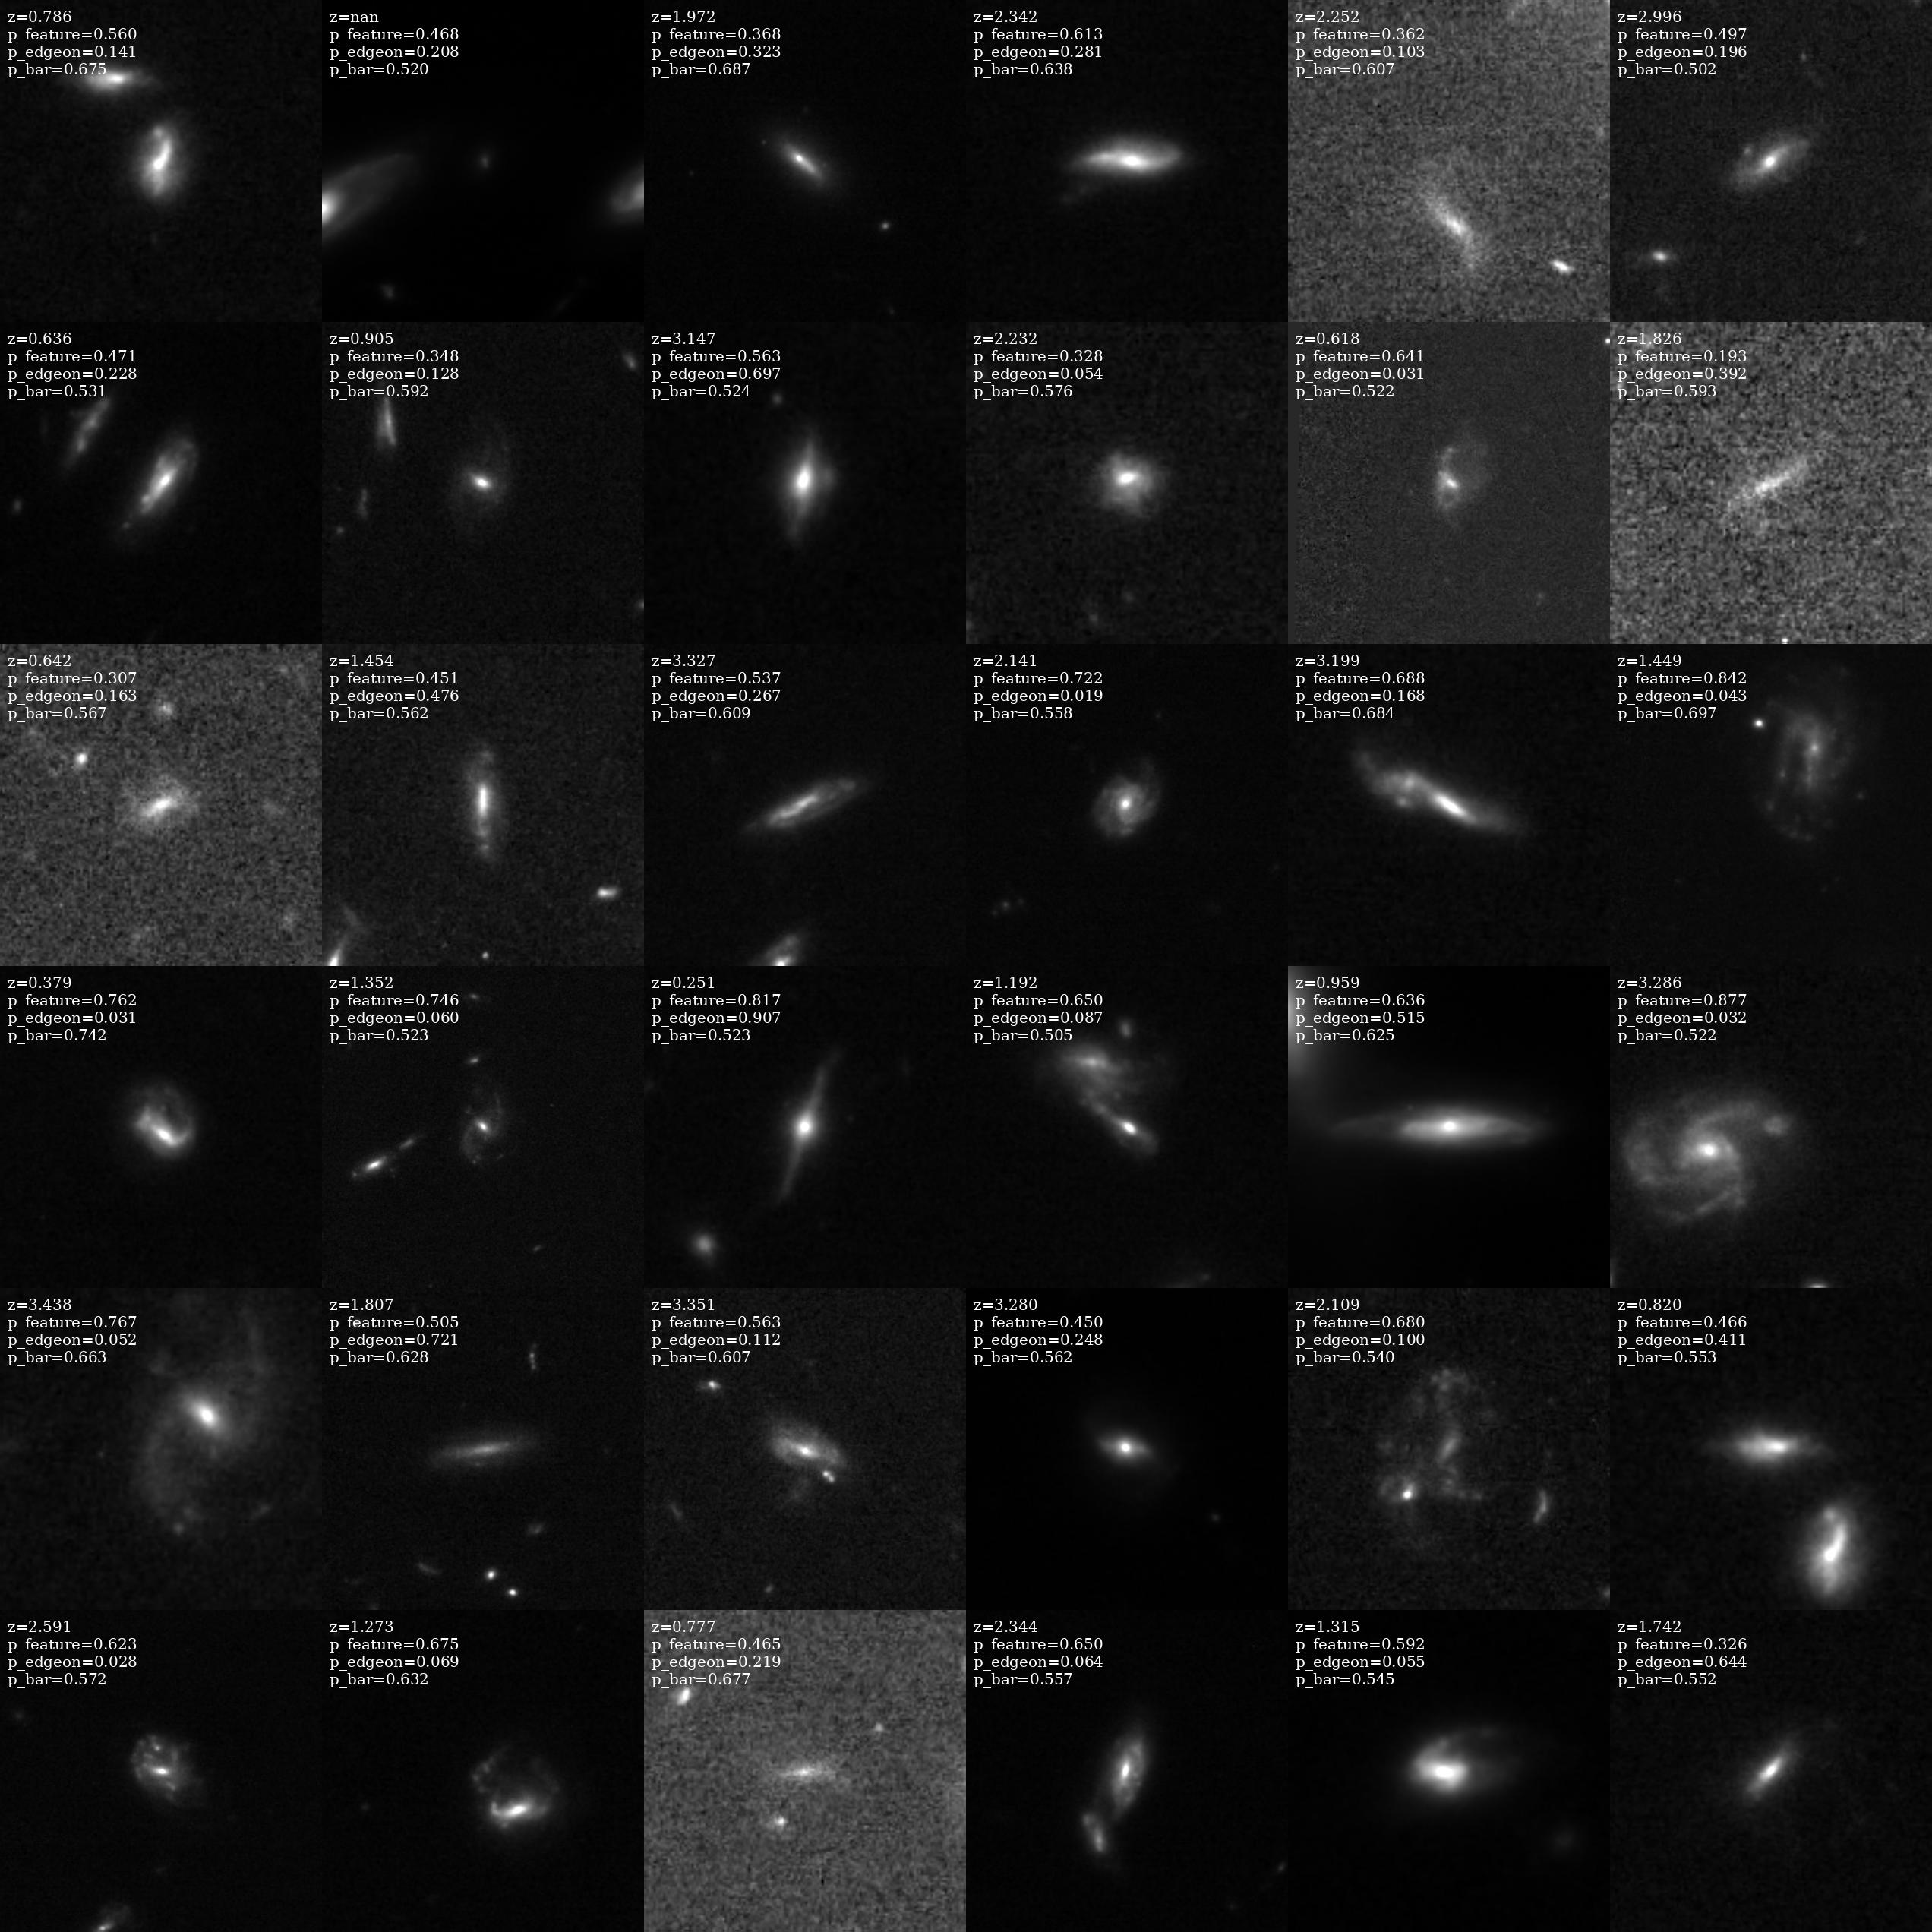 z=0.786
p_feature=0.560
p_edgeon=0.141
p_bar=0.675
z=nan
p_feature=0.468
p_edgeon=0.208
p_bar=0.520
z=1.972
p_feature=0.368
p_edgeon=0.323
p_bar=0.687
z=2.342
p_feature=0.613
p_edgeon=0.281
p_bar=0.638
z=2.252
p_feature=0.362
p_edgeon=0.103
p_bar=0.607
z=2.996
p_feature=0.497
p_edgeon=0.196
p_bar=0.502
z=0.636
p_feature=0.471
p_edgeon=0.228
p_bar=0.531
z=0.905
p_feature=0.348
p_edgeon=0.128
p_bar=0.592
z=3.147
p_feature=0.563
p_edgeon=0.697
p_bar=0.524
z=2.232
p_feature=0.328
p_edgeon=0.054
p_bar=0.576
z=0.618
p_feature=0.641
p_edgeon=0.031
p_bar=0.522
z=1.826
p_feature=0.193
p_edgeon=0.392
p_bar=0.593
z=0.642
p_feature=0.307
p_edgeon=0.163
p_bar=0.567
z=1.454
p_feature=0.451
p_edgeon=0.476
p_bar=0.562
z=3.327
p_feature=0.537
p_edgeon=0.267
p_bar=0.609
z=2.141
p_feature=0.722
p_edgeon=0.019
p_bar=0.558
z=3.199
p_feature=0.688
p_edgeon=0.168
p_bar=0.684
z=1.449
p_feature=0.842
p_edgeon=0.043
p_bar=0.697
z=0.379
p_feature=0.762
p_edgeon=0.031
p_bar=0.742
z=1.352
p_feature=0.746
p_edgeon=0.060
p_bar=0.523
z=0.251
p_feature=0.817
p_edgeon=0.907
p_bar=0.523
z=1.192
p_feature=0.650
p_edgeon=0.087
p_bar=0.505
z=0.959
p_feature=0.636
p_edgeon=0.515
p_bar=0.625
z=3.286
p_feature=0.877
p_edgeon=0.032
p_bar=0.522
z=3.438
p_feature=0.767
p_edgeon=0.052
p_bar=0.663
z=1.807
p_feature=0.505
p_edgeon=0.721
p_bar=0.628
z=3.351
p_feature=0.563
p_edgeon=0.112
p_bar=0.607
z=3.280
p_feature=0.450
p_edgeon=0.248
p_bar=0.562
z=2.109
p_feature=0.680
p_edgeon=0.100
p_bar=0.540
z=0.820
p_feature=0.466
p_edgeon=0.411
p_bar=0.553
z=2.591
p_feature=0.623
p_edgeon=0.028
p_bar=0.572
z=1.273
p_feature=0.675
p_edgeon=0.069
p_bar=0.632
z=0.777
p_feature=0.465
p_edgeon=0.219
p_bar=0.677
z=2.344
p_feature=0.650
p_edgeon=0.064
p_bar=0.557
z=1.315
p_feature=0.592
p_edgeon=0.055
p_bar=0.545
z=1.742
p_feature=0.326
p_edgeon=0.644
p_bar=0.552